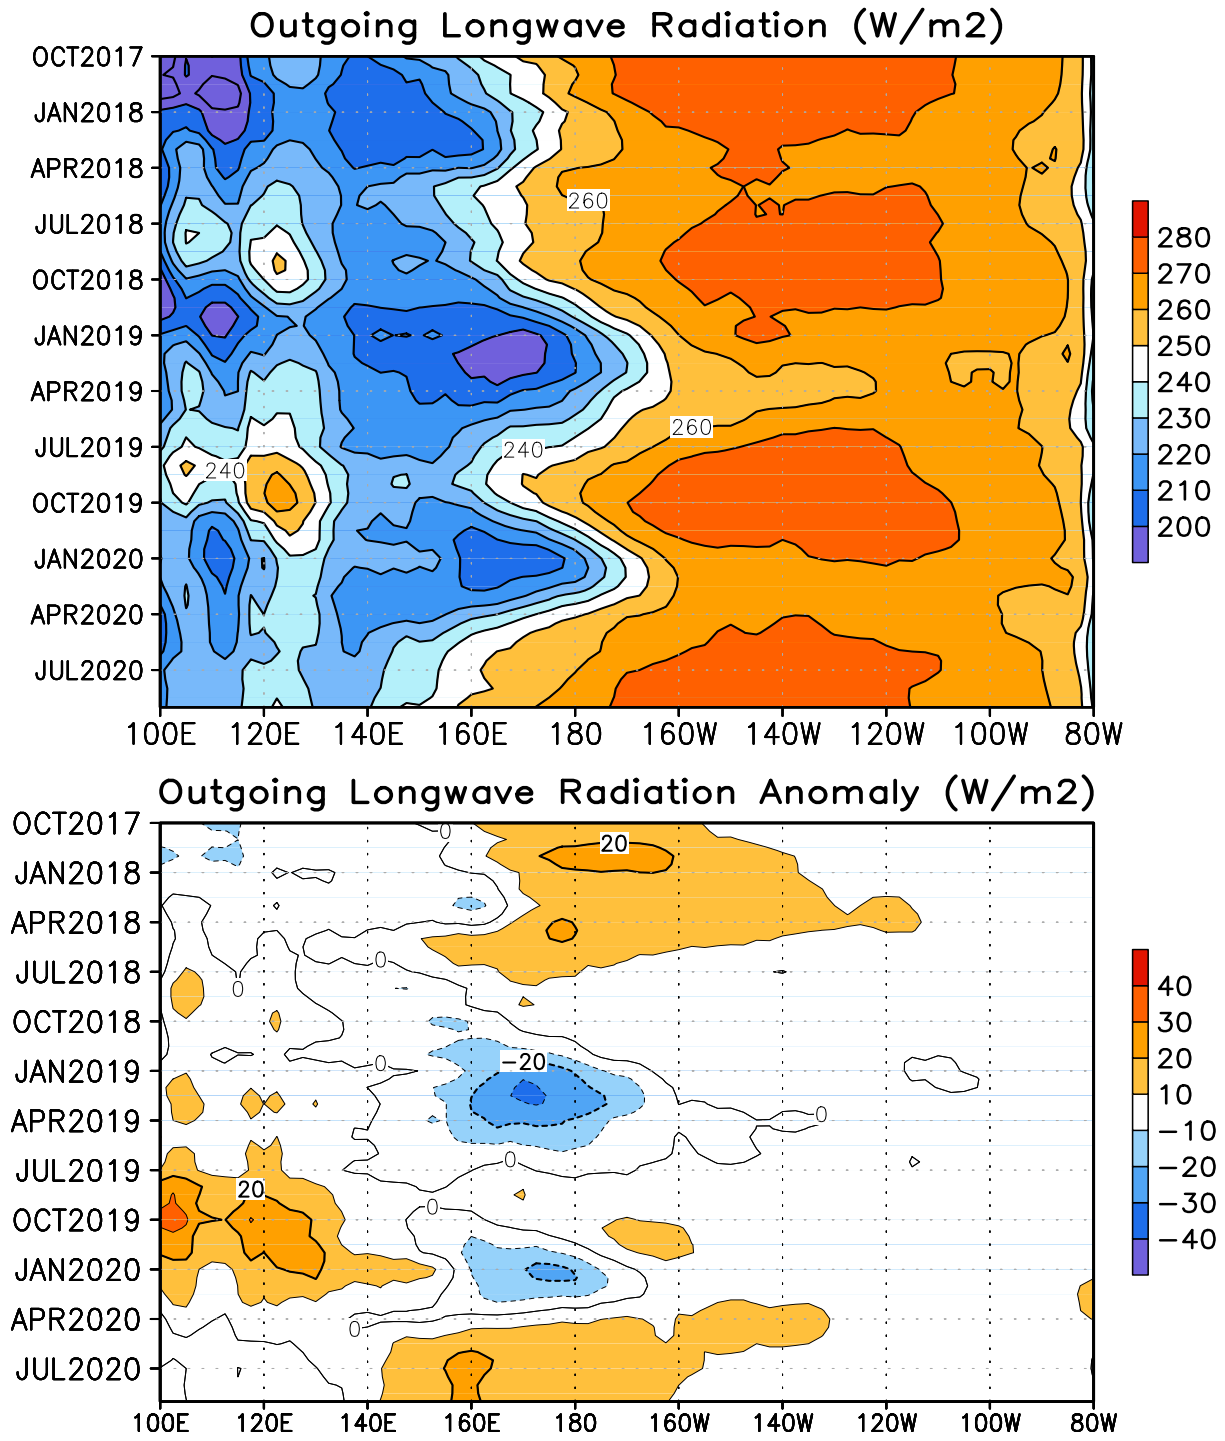 Outgoing Longwave Radiation (W/m2)
OCT2017
JAN2018
APR2018
JUL2018
OCT2018
JAN2019
APR2019
JUL2019
OCT2019
JAN2020
APR2020
JUL2020
260
260
240
240
100E 120E 140E 160E 180 160W 140W 120W 100W 80W
280
270
260
250
240
230
220
210
200
Outgoing Longwave Radiation Anomaly (W/m2)
OCT2017
JAN2018
APR2018
JUL2018
OCT2018
JAN2019
APR2019
JUL2019
OCT2019
JAN2020
APR2020
JUL2020
0
20
0
0
0
-20
0
0
20
0
0
100E 120E 140E 160E 180 160W 140W 120W 100W 80W
40
30
20
10
-10
-20
-30
-40